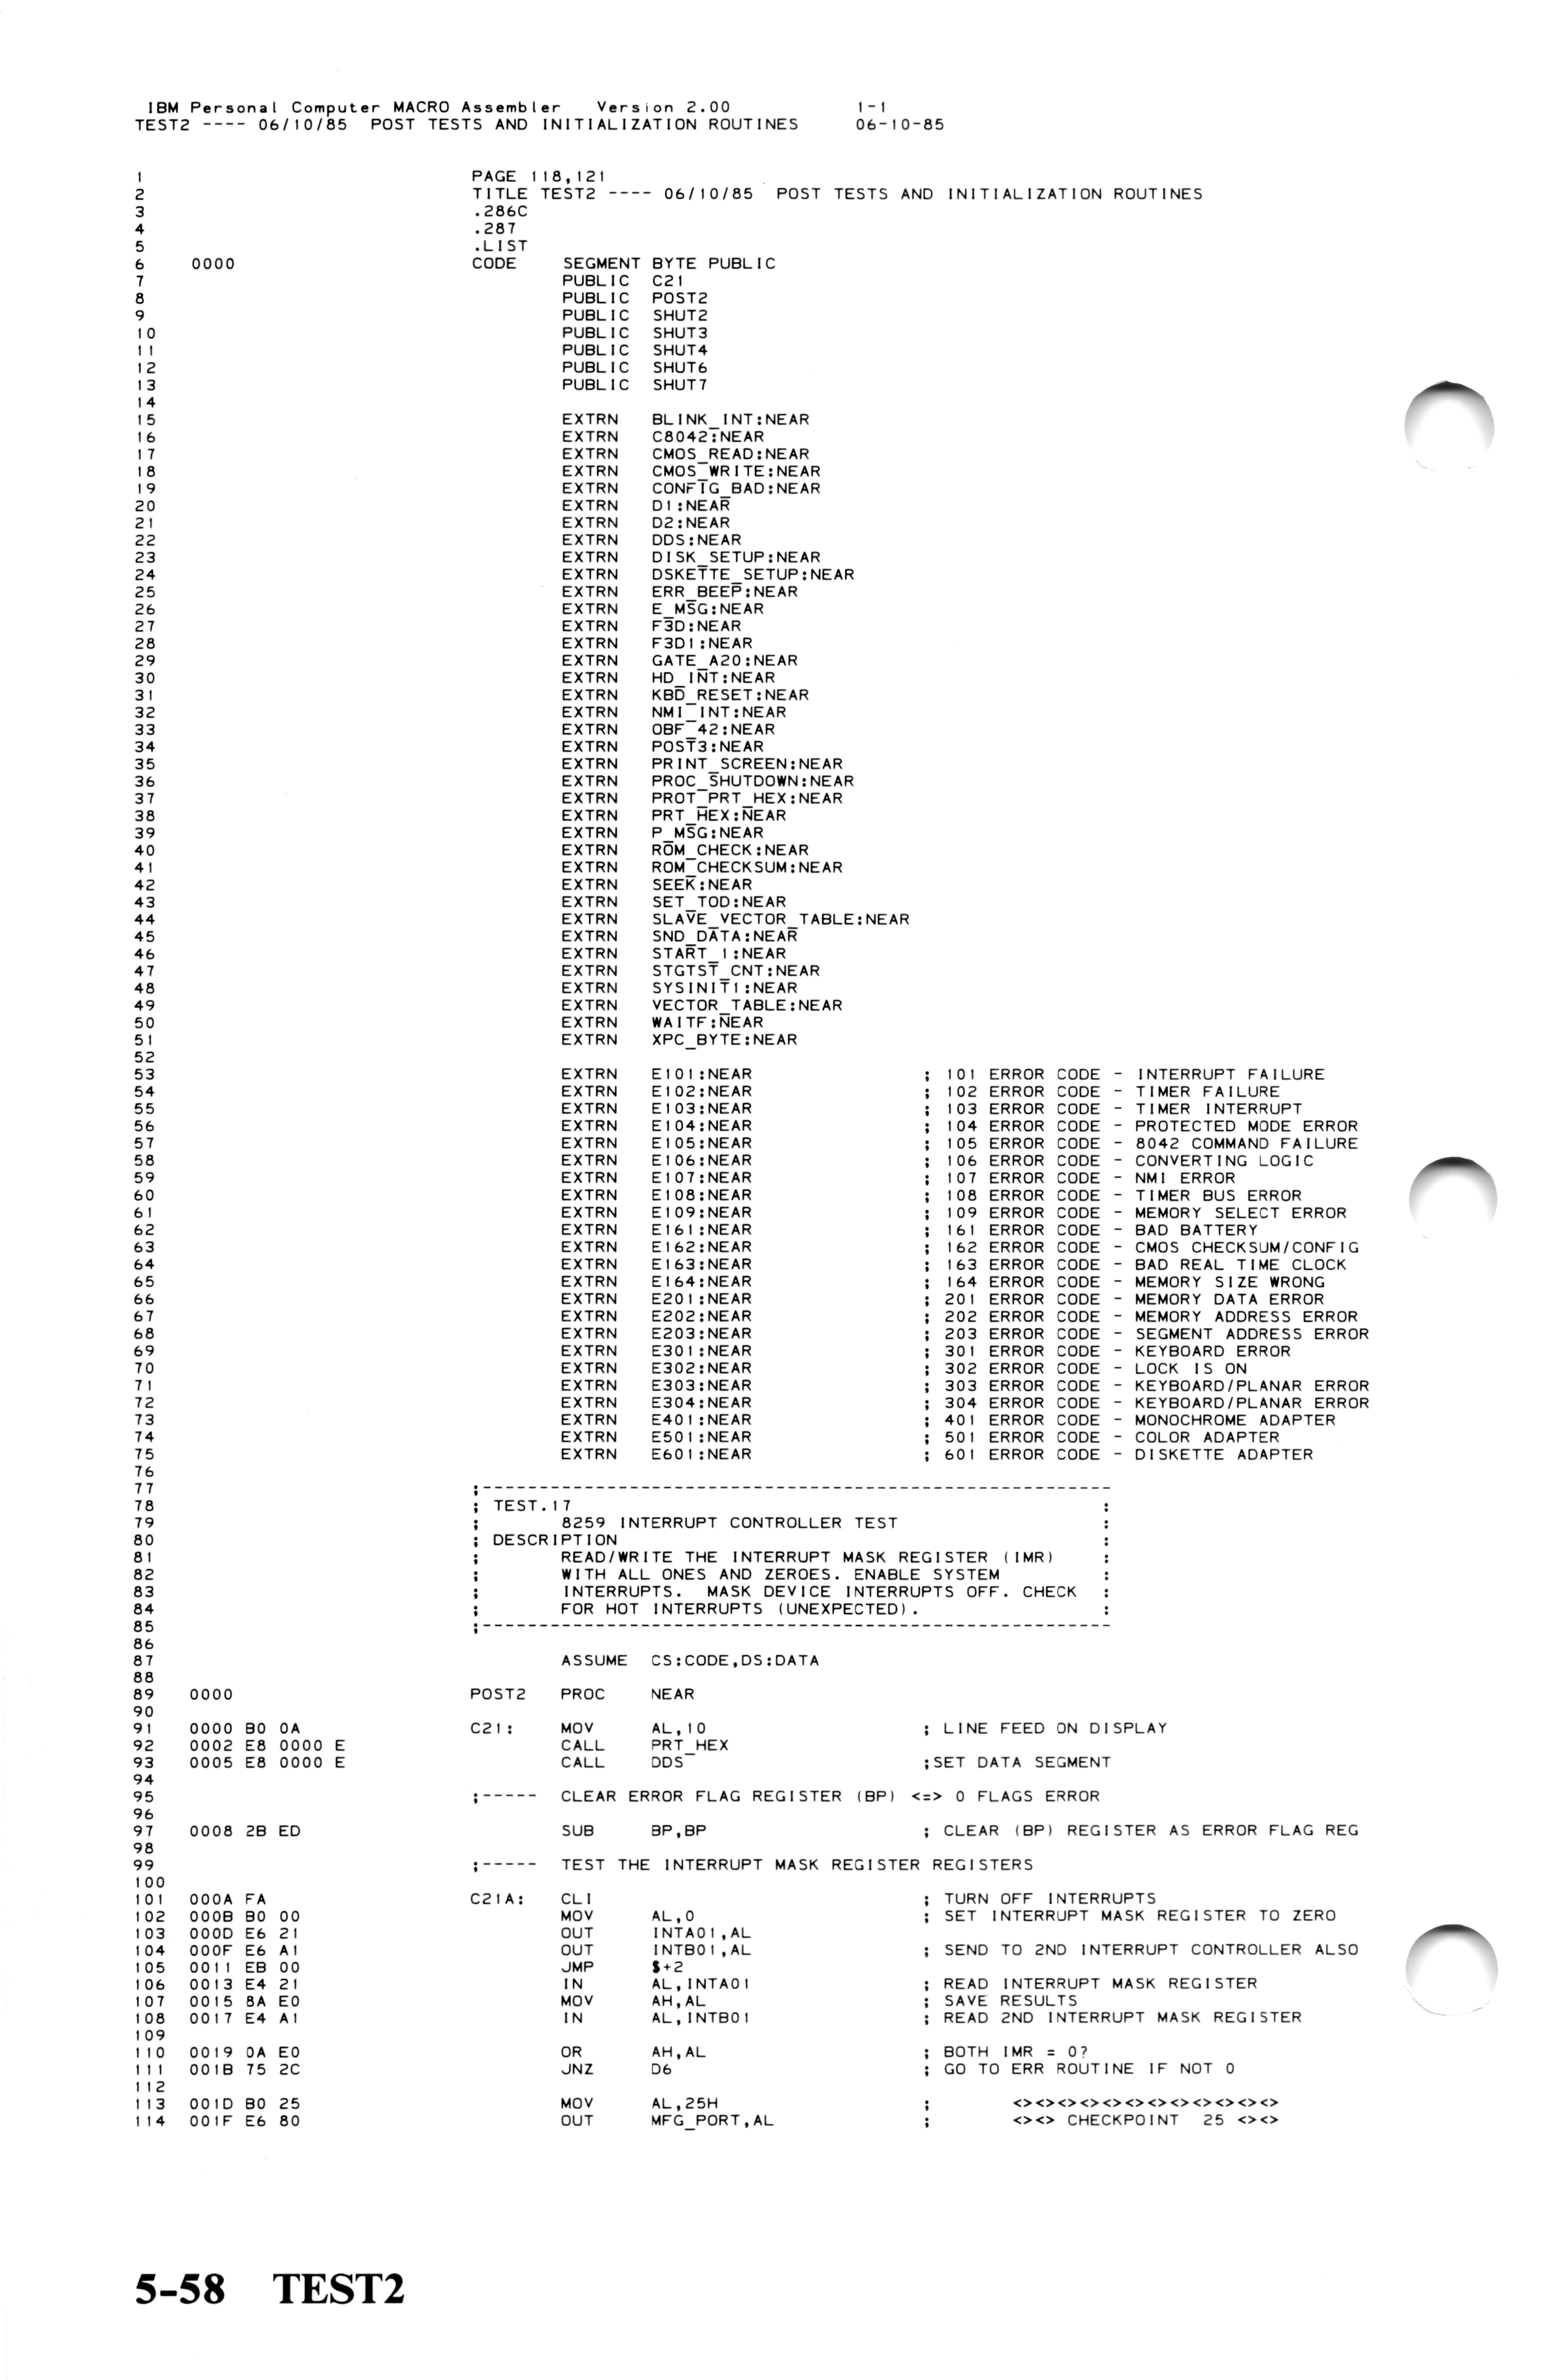 IBM Personal Computer MACRO Assembler   Version 2.00          1-1
TEST2 ---- 06/10/85  POST TESTS AND INITIALIZATION ROUTINES     06-10-85
1 PAGE 118,121
2 TITLE TEST2 ---- 06/10/85  POST TESTS AND INITIALIZATION ROUTINES
3 .286C
4 .287
5 .LIST
6 0000 CODE SEGMENT BYTE PUBLIC
7 PUBLIC C21
8 PUBLIC POST2
9 PUBLIC SHUT2
10 PUBLIC SHUT3
11 PUBLIC SHUT4
12 PUBLIC SHUT6
13 PUBLIC SHUT7
14
15 EXTRN BLINK_INT:NEAR
16 EXTRN C8042:NEAR
17 EXTRN CMOS_READ:NEAR
18 EXTRN CMOS_WRITE:NEAR
19 EXTRN CONFIG_BAD:NEAR
20 EXTRN D1:NEAR
21 EXTRN D2:NEAR
22 EXTRN DDS:NEAR
23 EXTRN DISK_SETUP:NEAR
24 EXTRN DSKETTE_SETUP:NEAR
25 EXTRN ERR_BEEP:NEAR
26 EXTRN E_MSG:NEAR
27 EXTRN F3D:NEAR
28 EXTRN F3D1:NEAR
29 EXTRN GATE_A20:NEAR
30 EXTRN HD_INT:NEAR
31 EXTRN KBD_RESET:NEAR
32 EXTRN NMI_INT:NEAR
33 EXTRN OBF_42:NEAR
34 EXTRN POST3:NEAR
35 EXTRN PRINT_SCREEN:NEAR
36 EXTRN PROC_SHUTDOWN:NEAR
37 EXTRN PROT_PRT_HEX:NEAR
38 EXTRN PRT_HEX:NEAR
39 EXTRN P_MSG:NEAR
40 EXTRN ROM_CHECK:NEAR
41 EXTRN ROM_CHECKSUM:NEAR
42 EXTRN SEEK:NEAR
43 EXTRN SET_TOD:NEAR
44 EXTRN SLAVE_VECTOR_TABLE:NEAR
45 EXTRN SND_DATA:NEAR
46 EXTRN START_1:NEAR
47 EXTRN STGTST_CNT:NEAR
48 EXTRN SYSINIT1:NEAR
49 EXTRN VECTOR_TABLE:NEAR
50 EXTRN WAITF:NEAR
51 EXTRN XPC_BYTE:NEAR
52
53 EXTRN E101:NEAR ; 101 ERROR CODE - INTERRUPT FAILURE
54 EXTRN E102:NEAR ; 102 ERROR CODE - TIMER FAILURE
55 EXTRN E103:NEAR ; 103 ERROR CODE - TIMER INTERRUPT
56 EXTRN E104:NEAR ; 104 ERROR CODE - PROTECTED MODE ERROR
57 EXTRN E105:NEAR ; 105 ERROR CODE - 8042 COMMAND FAILURE
58 EXTRN E106:NEAR ; 106 ERROR CODE - CONVERTING LOGIC
59 EXTRN E107:NEAR ; 107 ERROR CODE - NMI ERROR
60 EXTRN E108:NEAR ; 108 ERROR CODE - TIMER BUS ERROR
61 EXTRN E109:NEAR ; 109 ERROR CODE - MEMORY SELECT ERROR
62 EXTRN E161:NEAR ; 161 ERROR CODE - BAD BATTERY
63 EXTRN E162:NEAR ; 162 ERROR CODE - CMOS CHECKSUM/CONFIG
64 EXTRN E163:NEAR ; 163 ERROR CODE - BAD REAL TIME CLOCK
65 EXTRN E164:NEAR ; 164 ERROR CODE - MEMORY SIZE WRONG
66 EXTRN E201:NEAR ; 201 ERROR CODE - MEMORY DATA ERROR
67 EXTRN E202:NEAR ; 202 ERROR CODE - MEMORY ADDRESS ERROR
68 EXTRN E203:NEAR ; 203 ERROR CODE - SEGMENT ADDRESS ERROR
69 EXTRN E301:NEAR ; 301 ERROR CODE - KEYBOARD ERROR
70 EXTRN E302:NEAR ; 302 ERROR CODE - LOCK IS ON
71 EXTRN E303:NEAR ; 303 ERROR CODE - KEYBOARD/PLANAR ERROR
72 EXTRN E304:NEAR ; 304 ERROR CODE - KEYBOARD/PLANAR ERROR
73 EXTRN E401:NEAR ; 401 ERROR CODE - MONOCHROME ADAPTER
74 EXTRN E501:NEAR ; 501 ERROR CODE - COLOR ADAPTER
75 EXTRN E601:NEAR ; 601 ERROR CODE - DISKETTE ADAPTER
76
77 ;--------------------------------------------------------
78 ; TEST.17 :
79 ; 8259 INTERRUPT CONTROLLER TEST :
80 ; DESCRIPTION :
81 ; READ/WRITE THE INTERRUPT MASK REGISTER (IMR) :
82 ; WITH ALL ONES AND ZEROES. ENABLE SYSTEM :
83 ; INTERRUPTS.  MASK DEVICE INTERRUPTS OFF. CHECK :
84 ; FOR HOT INTERRUPTS (UNEXPECTED). :
85 ;--------------------------------------------------------
86
87 ASSUME CS:CODE,DS:DATA
88
89 0000 POST2 PROC NEAR
90
91 0000 B0 0A C21: MOV AL,10 ; LINE FEED ON DISPLAY
92 0002 E8 0000 E CALL PRT_HEX
93 0005 E8 0000 E CALL DDS ;SET DATA SEGMENT
94
95 ;----- CLEAR ERROR FLAG REGISTER (BP) <=> 0 FLAGS ERROR
96
97 0008 2B ED SUB BP,BP ; CLEAR (BP) REGISTER AS ERROR FLAG REG
98
99 ;----- TEST THE INTERRUPT MASK REGISTER REGISTERS
100
101 000A FA C21A: CLI ; TURN OFF INTERRUPTS
102 000B B0 00 MOV AL,0 ; SET INTERRUPT MASK REGISTER TO ZERO
103 000D E6 21 OUT INTA01,AL
104 000F E6 A1 OUT INTB01,AL ; SEND TO 2ND INTERRUPT CONTROLLER ALSO
105 0011 EB 00 JMP $+2
106 0013 E4 21 IN AL,INTA01 ; READ INTERRUPT MASK REGISTER
107 0015 8A E0 MOV AH,AL ; SAVE RESULTS
108 0017 E4 A1 IN AL,INTB01 ; READ 2ND INTERRUPT MASK REGISTER
109
110 0019 0A E0 OR AH,AL ; BOTH IMR = 0?
111 001B 75 2C JNZ D6 ; GO TO ERR ROUTINE IF NOT 0
112
113 001D B0 25 MOV AL,25H ; <><><><><><><><><><><><>
114 001F E6 80 OUT MFG_PORT,AL ; <><> CHECKPOINT  25 <><>
5-58 TEST2